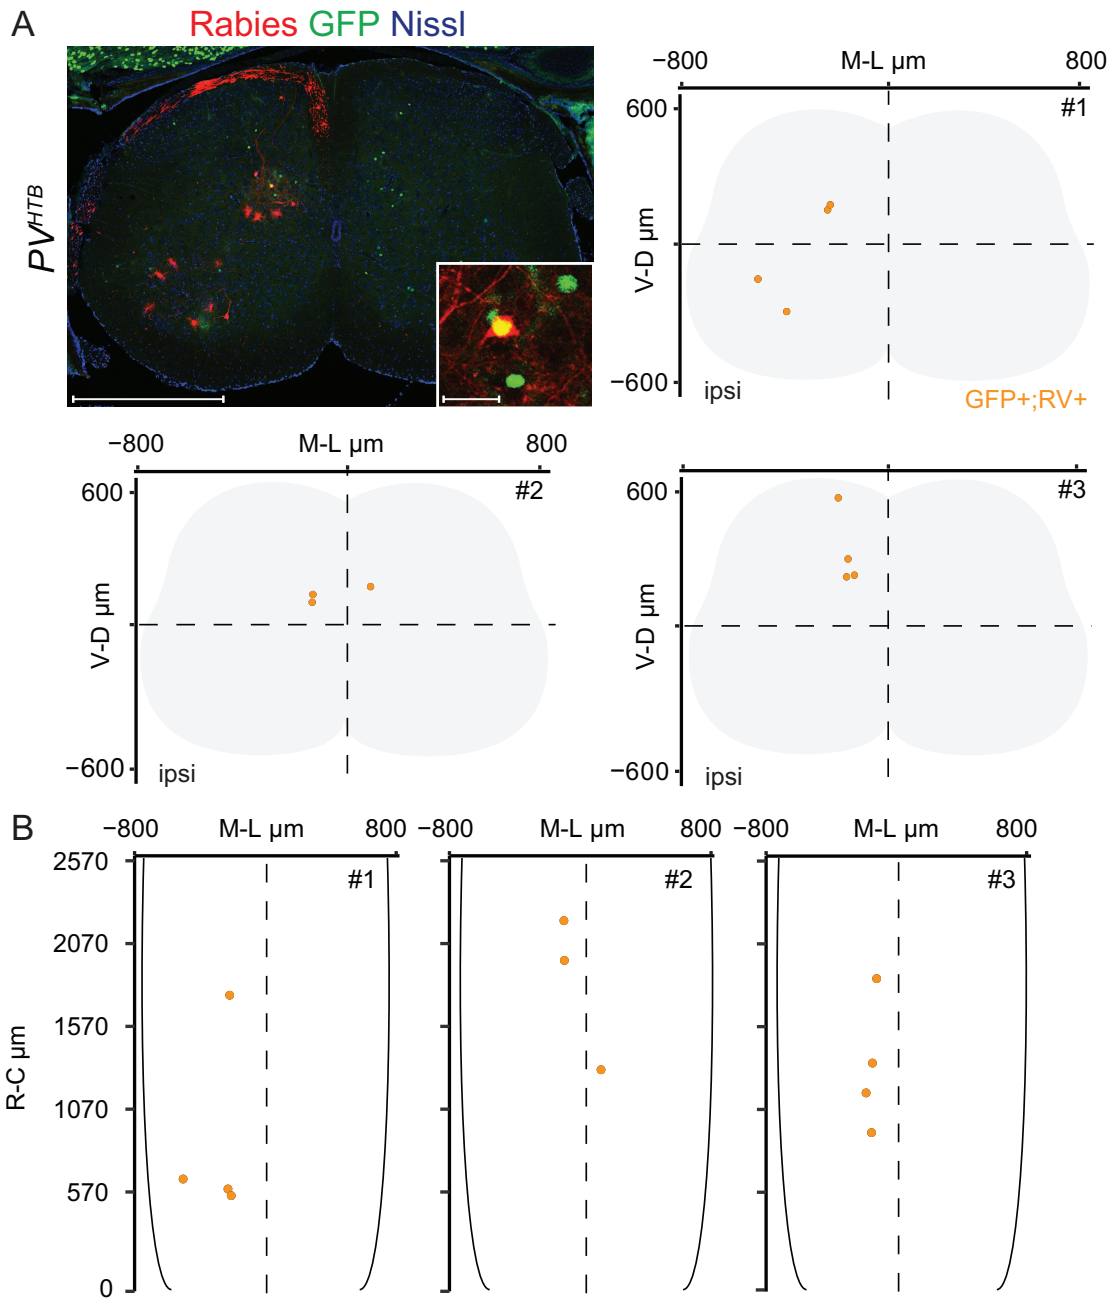 A
Rabies GFP Nissl
PV^HTB
−800 M-L µm 800
600
#1
V-D µm
−600
ipsi
GFP+;RV+
−800 M-L µm 800
600
#2
V-D µm
−600
ipsi
600
#3
V-D µm
−600
ipsi
B
−800 M-L µm 800
−800 M-L µm 800
−800 M-L µm 800
2570
#1
#2
#3
2070
1570
R-C µm
1070
570
0